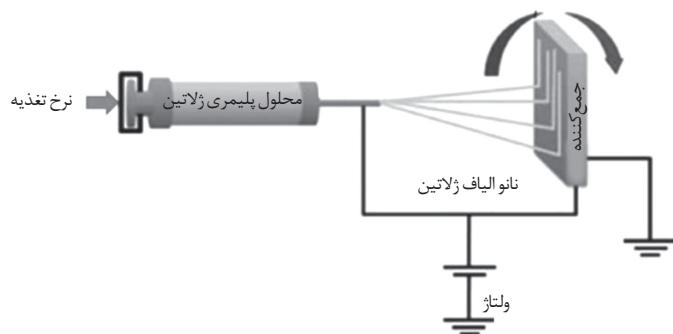 نرخ تغذیه
محلول پلیمری ژلاتین
جمع‌کننده
نانو الیاف ژلاتین
ولتاژ